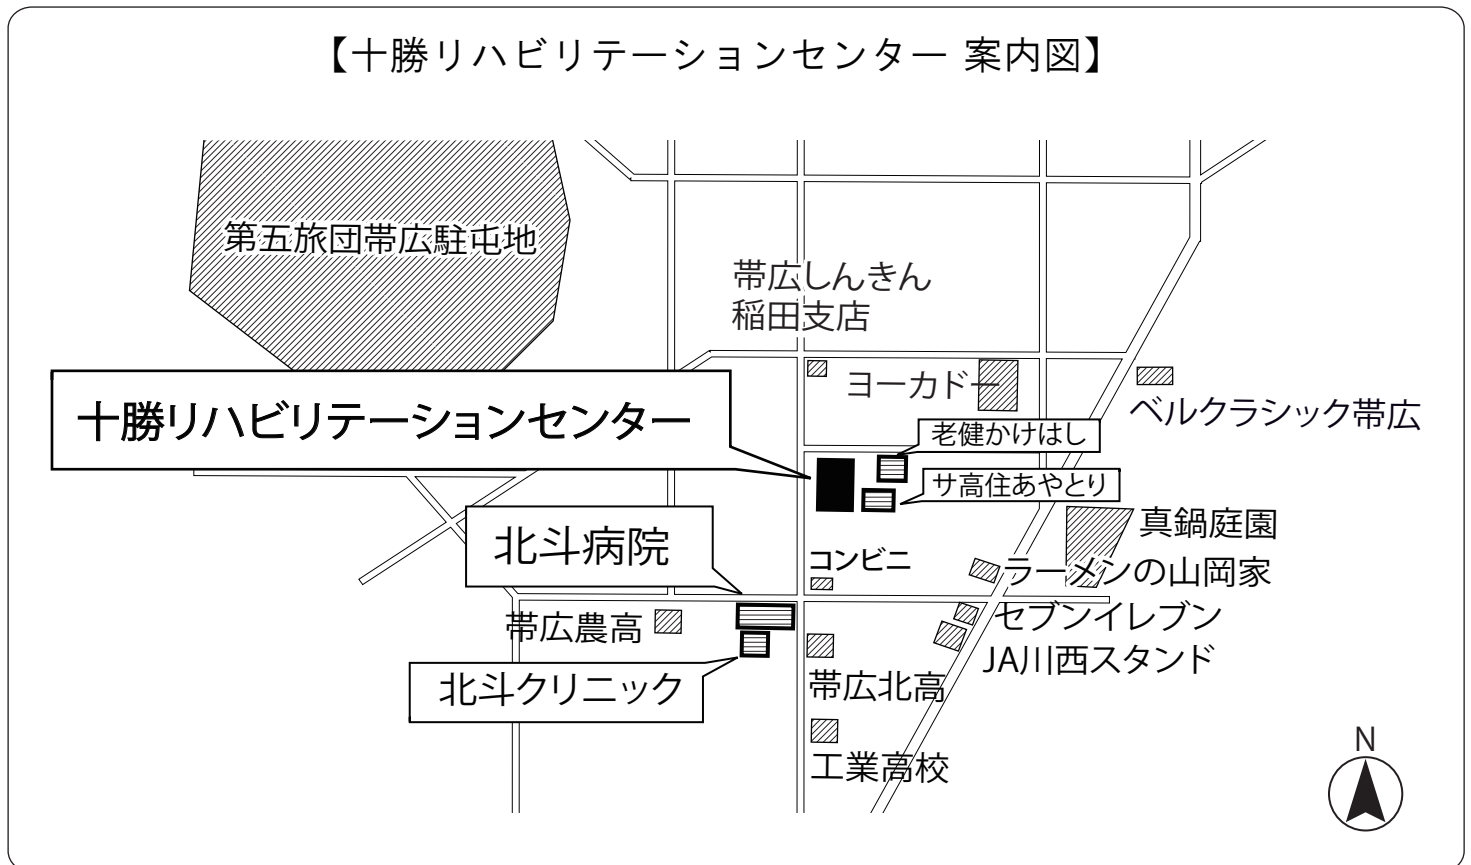 【十勝リハビリテーションセンター 案内図】
第五旅団帯広駐屯地
帯広しんきん
稲田支店
ヨーカドー
ベルクラシック帯広
十勝リハビリテーションセンター
老健かけはし
サ高住あやとり
真鍋庭園
北斗病院
コンビニ
ラーメンの山岡家
セブンイレブン
帯広農高
JA川西スタンド
北斗クリニック
帯広北高
工業高校
N